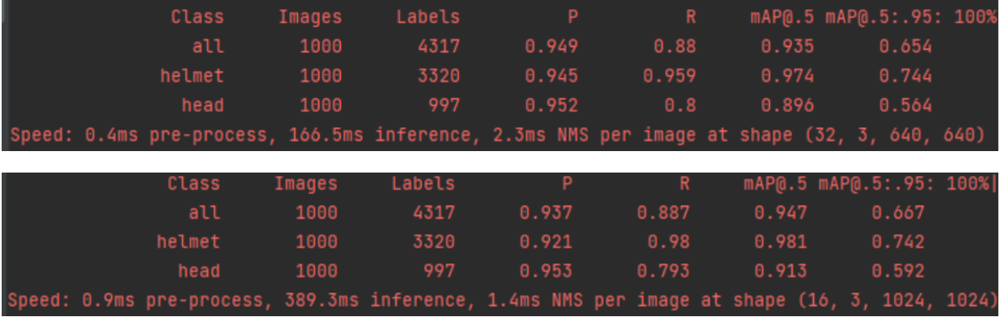 Class Images Labels P R mAP@.5 mAP@.5:.95: 100%
all 1000 4317 0.949 0.88 0.935 0.654
helmet 1000 3320 0.945 0.959 0.974 0.744
head 1000 997 0.952 0.8 0.896 0.564
Speed: 0.4ms pre-process, 166.5ms inference, 2.3ms NMS per image at shape (32, 3, 640, 640)
Class Images Labels P R mAP@.5 mAP@.5:.95: 100%|
all 1000 4317 0.937 0.887 0.947 0.667
helmet 1000 3320 0.921 0.98 0.981 0.742
head 1000 997 0.953 0.793 0.913 0.592
Speed: 0.9ms pre-process, 389.3ms inference, 1.4ms NMS per image at shape (16, 3, 1024, 1024)